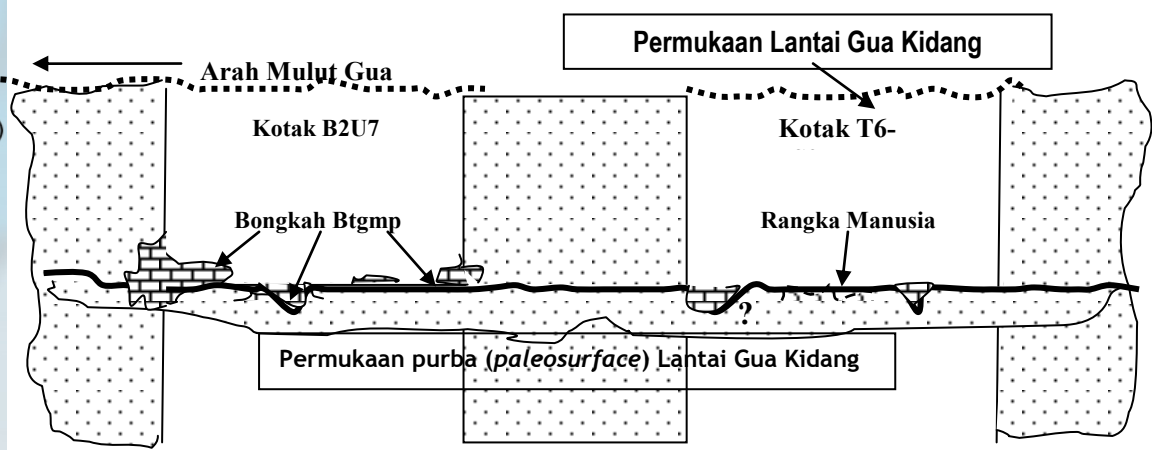 Permukaan Lantai Gua Kidang
Arah Mulut Gua
Kotak B2U7
Kotak T6-
Bongkah Btgmp
Rangka Manusia
?
Permukaan purba (paleosurface) Lantai Gua Kidang